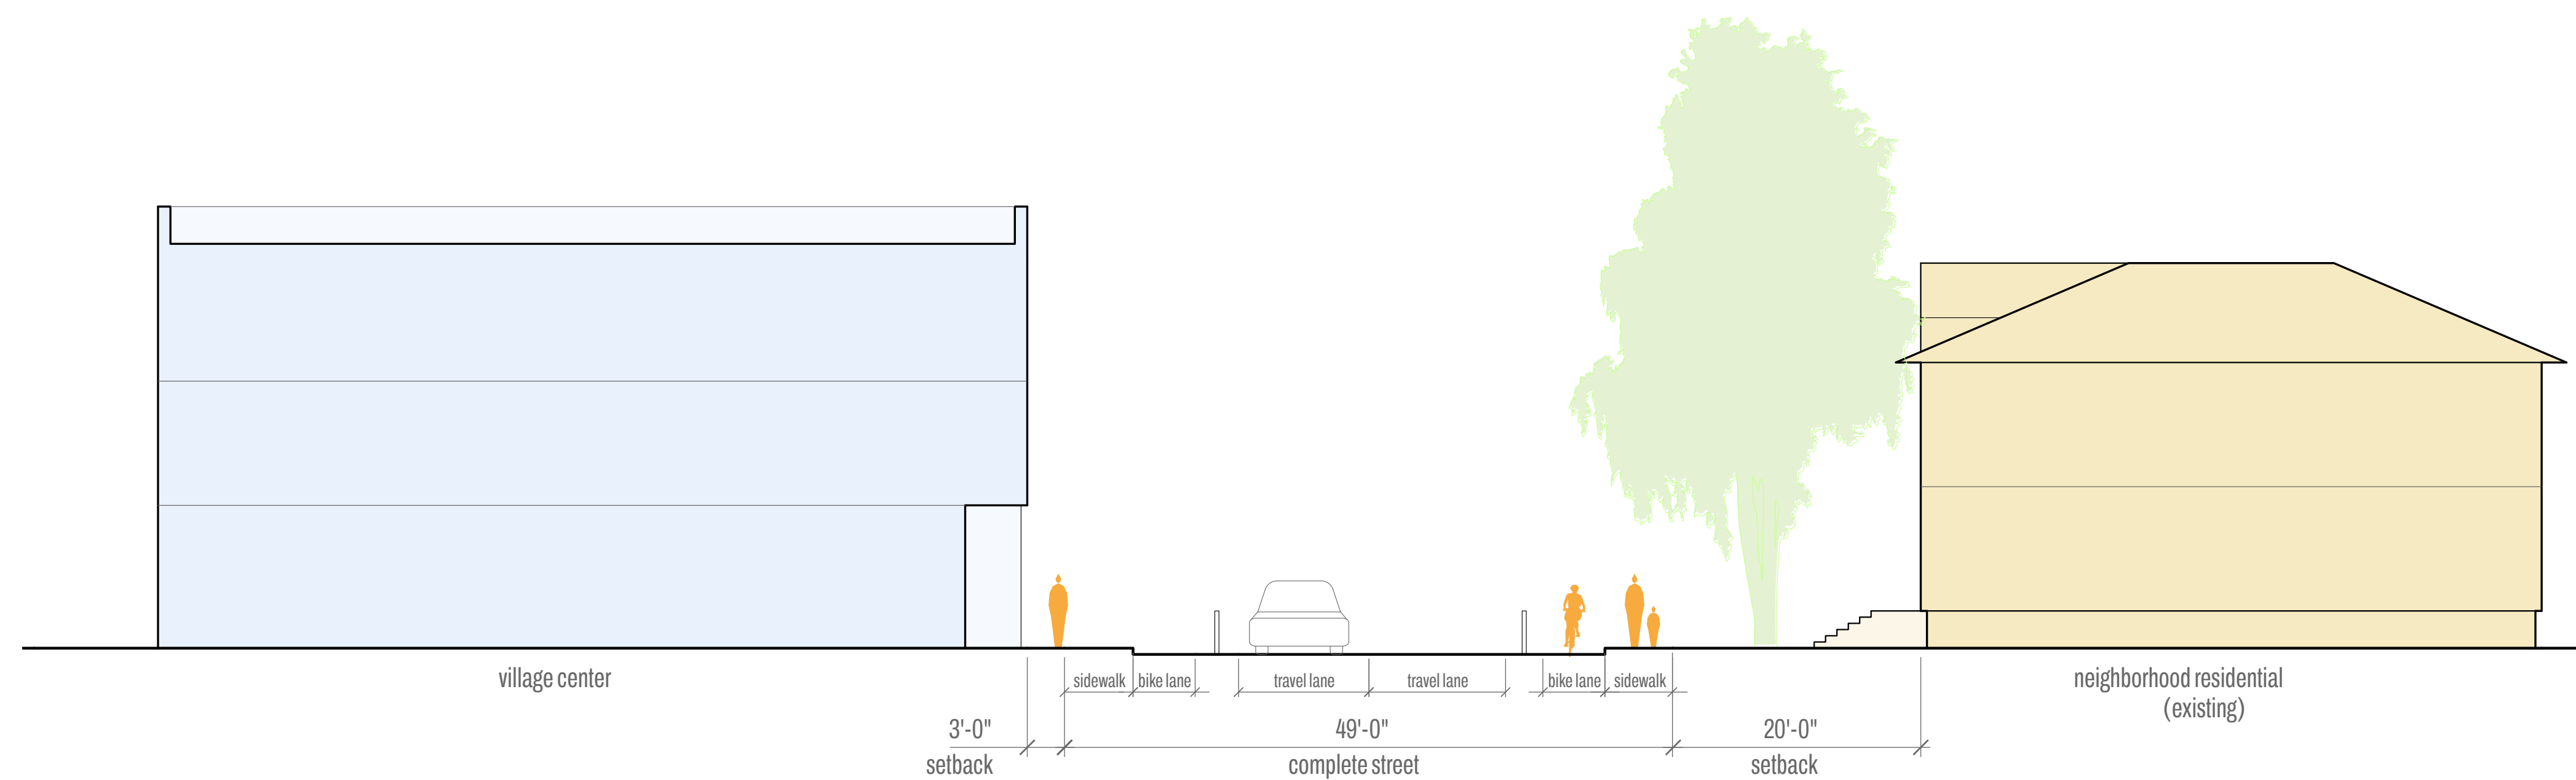 village center
sidewalk
bike lane
travel lane
travel lane
bike lane
sidewalk
neighborhood residential
(existing)
3'-0"
49'-0"
20'-0"
setback
complete street
setback